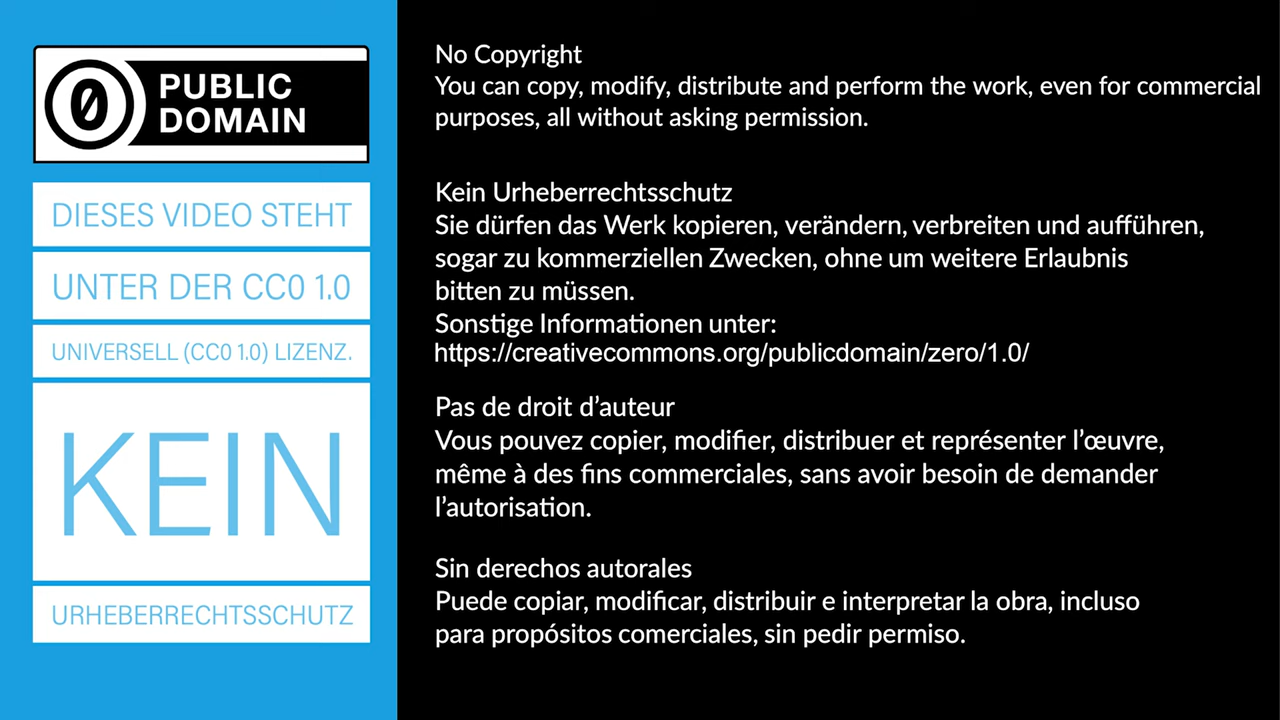 0 PUBLIC
DOMAIN
DIESES VIDEO STEHT
UNTER DER CC0 1.0
UNIVERSELL (CC0 1.0) LIZENZ.
KEIN
URHEBERRECHTSSCHUTZ
No Copyright
You can copy, modify, distribute and perform the work, even for commercial
purposes, all without asking permission.
Kein Urheberrechtsschutz
Sie dürfen das Werk kopieren, verändern, verbreiten und aufführen,
sogar zu kommerziellen Zwecken, ohne um weitere Erlaubnis
bitten zu müssen.
Sonstige Informationen unter:
https://creativecommons.org/publicdomain/zero/1.0/
Pas de droit d’auteur
Vous pouvez copier, modifier, distribuer et représenter l’œuvre,
même à des fins commerciales, sans avoir besoin de demander
l’autorisation.
Sin derechos autorales
Puede copiar, modificar, distribuir e interpretar la obra, incluso
para propósitos comerciales, sin pedir permiso.